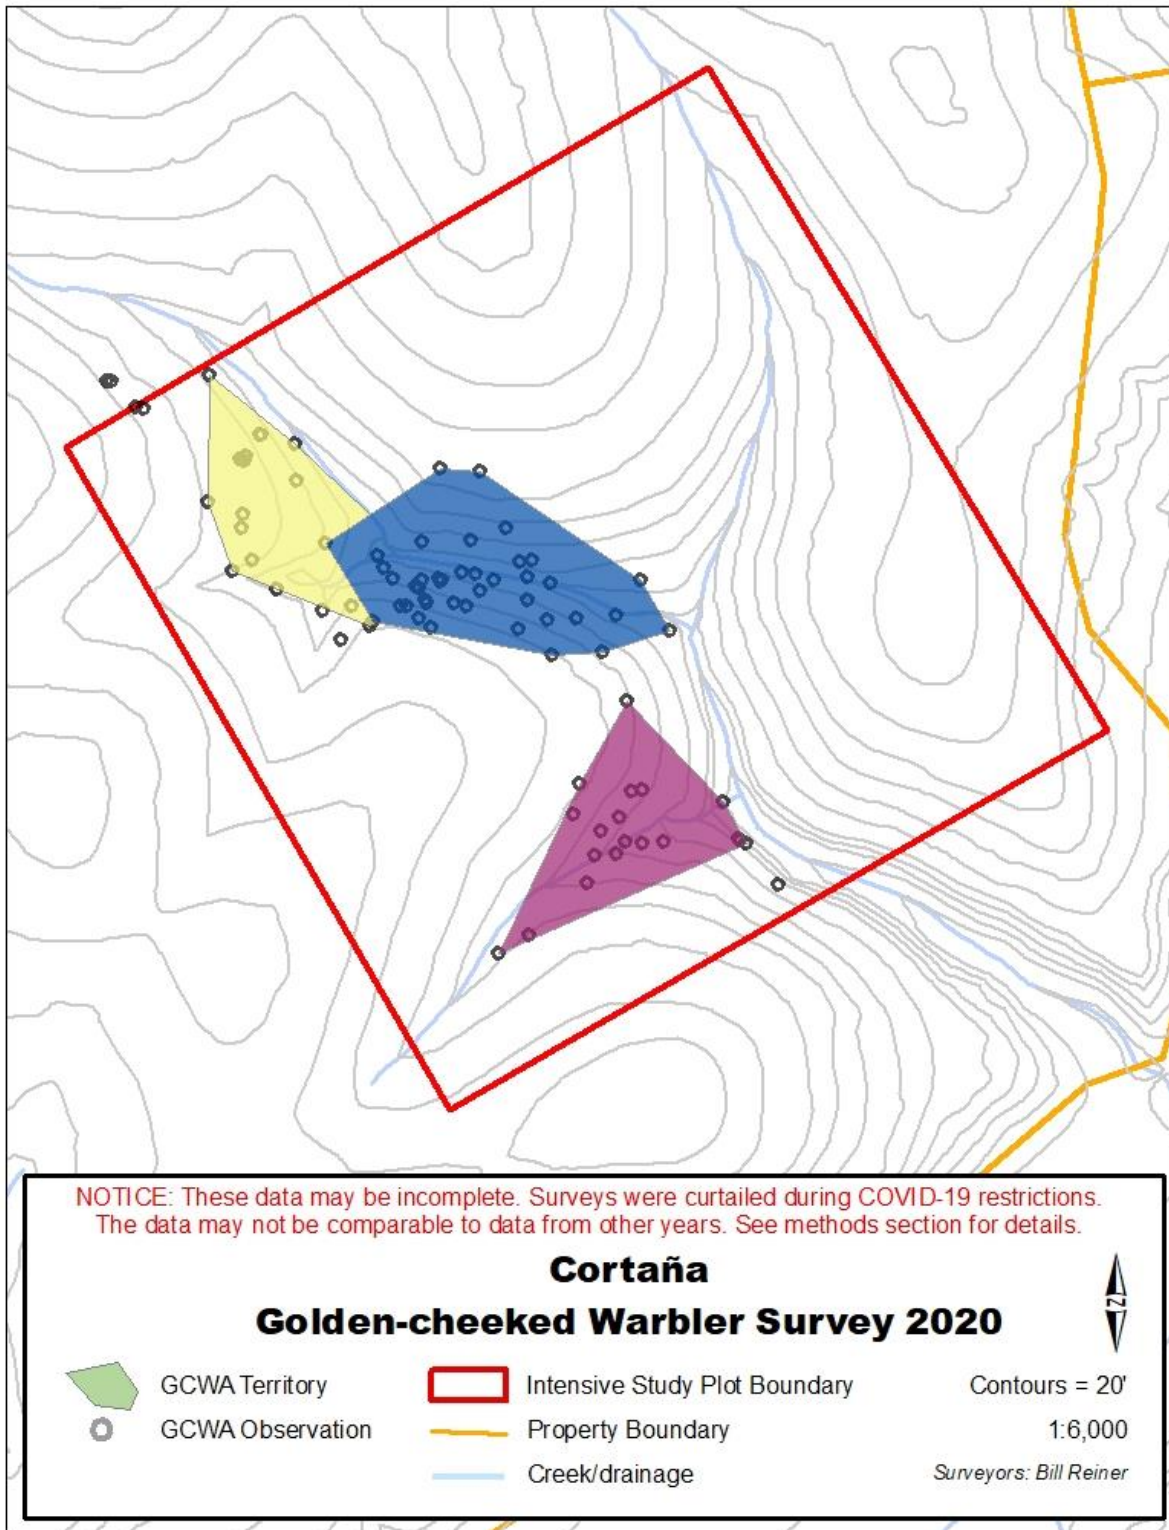 NOTICE: These data may be incomplete. Surveys were curtailed during COVID-19 restrictions.
The data may not be comparable to data from other years. See methods section for details.
Cortaña
Golden-cheeked Warbler Survey 2020
N
GCWA Territory
GCWA Observation
Intensive Study Plot Boundary
Property Boundary
Creek/drainage
Contours = 20'
1:6,000
Surveyors: Bill Reiner